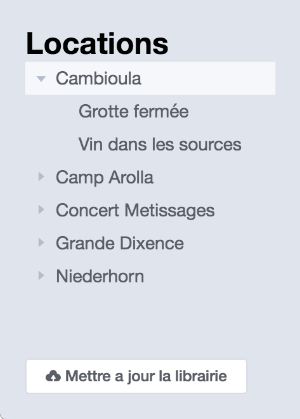 Locations
Cambioula
Grotte fermée
Vin dans les sources
Camp Arolla
Concert Metissages
Grande Dixence
Niederhorn
Mettre a jour la librairie